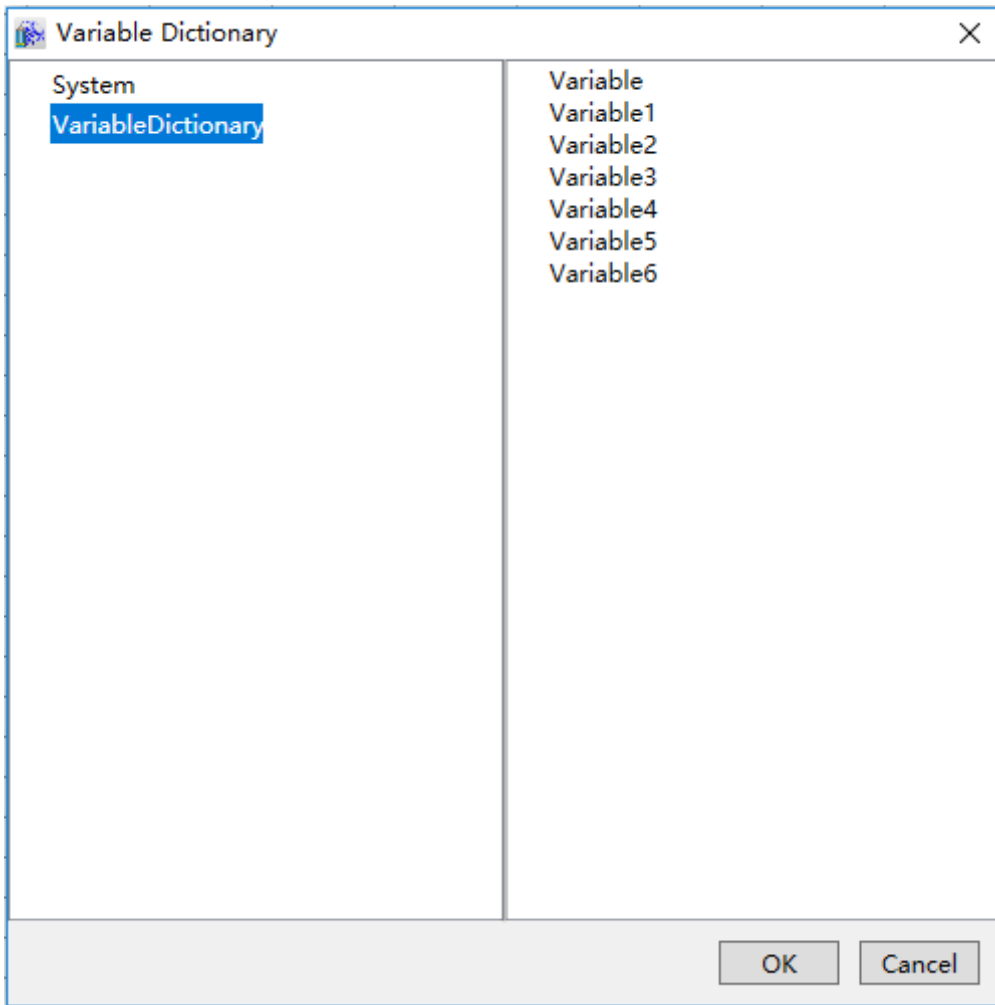 Variable Dictionary
System
VariableDictionary
Variable
Variable1
Variable2
Variable3
Variable4
Variable5
Variable6
OK
Cancel